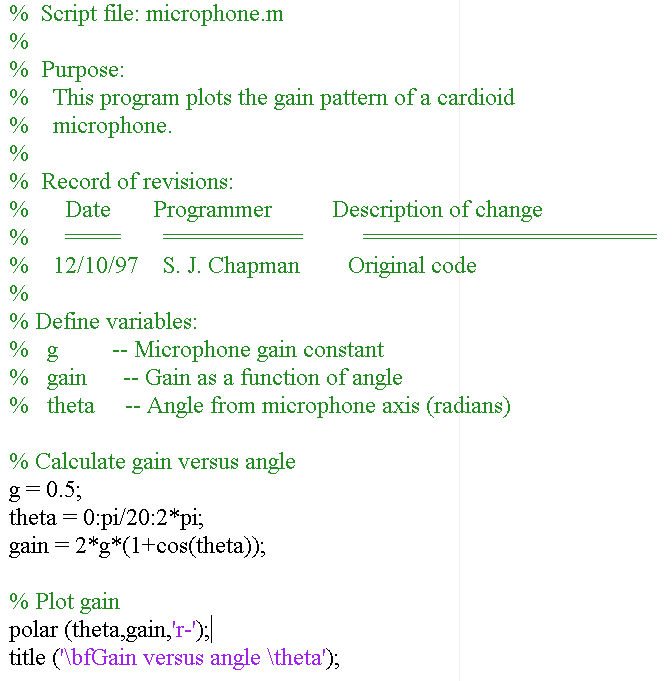 % Script file: microphone.m
%
% Purpose:
% This program plots the gain pattern of a cardioid
% microphone.
%
% Record of revisions:
% Date Programmer Description of change
% ==== ========== =====================
% 12/10/97 S. J. Chapman Original code
%
% Define variables:
% g -- Microphone gain constant
% gain -- Gain as a function of angle
% theta -- Angle from microphone axis (radians)
% Calculate gain versus angle
g = 0.5;
theta = 0:pi/20:2*pi;
gain = 2*g*(1+cos(theta));
% Plot gain
polar (theta,gain,'r-');
title ('\bfGain versus angle \theta');